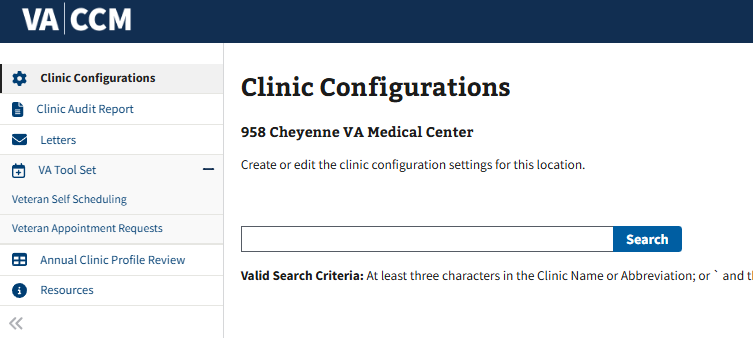 VA CCM
Clinic Configurations
Clinic Audit Report
Letters
VA Tool Set
Veteran Self Scheduling
Veteran Appointment Requests
Annual Clinic Profile Review
Resources
Clinic Configurations
958 Cheyenne VA Medical Center
Create or edit the clinic configuration settings for this location.
Search
Valid Search Criteria: At least three characters in the Clinic Name or Abbreviation; or ` and